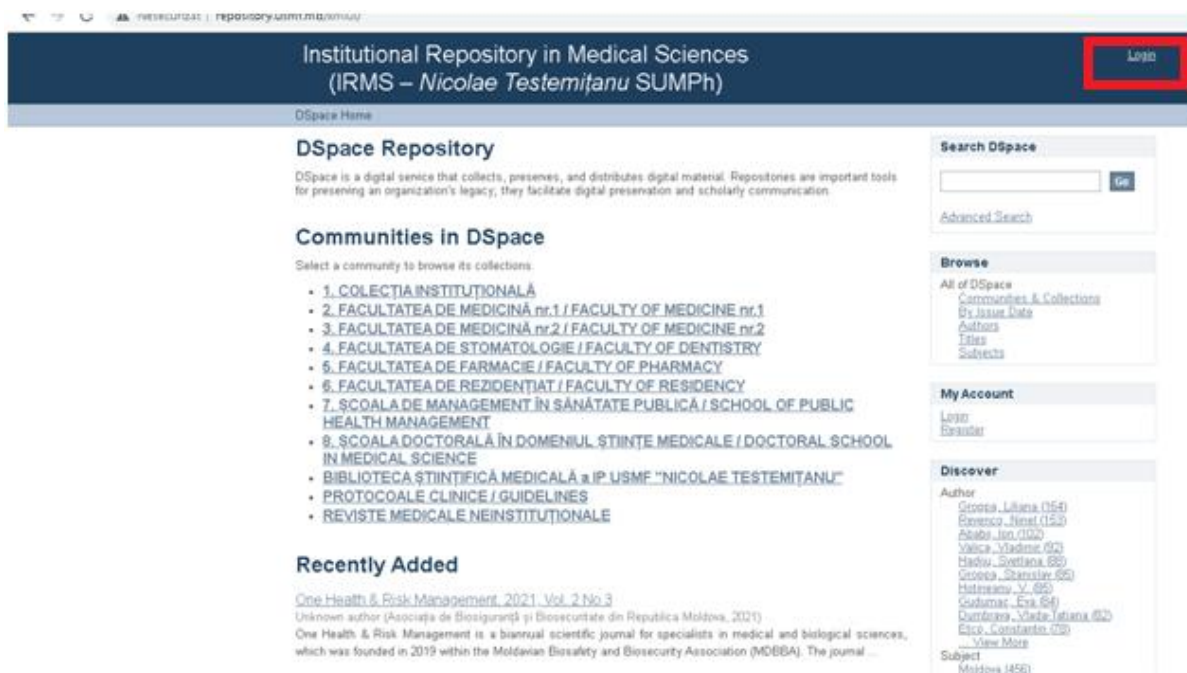 Nesecurizat | repository.usmf.md/xmlui/
Institutional Repository in Medical Sciences
(IRMS – Nicolae Testemițanu SUMPh)
Login
DSpace Home
DSpace Repository
DSpace is a digital service that collects, preserves, and distributes digital material. Repositories are important tools
for preserving an organization's legacy; they facilitate digital preservation and scholarly communication.
Communities in DSpace
Select a community to browse its collections.
1. COLECȚIA INSTITUȚIONALĂ
2. FACULTATEA DE MEDICINĂ nr.1 / FACULTY OF MEDICINE nr.1
3. FACULTATEA DE MEDICINĂ nr.2 / FACULTY OF MEDICINE nr.2
4. FACULTATEA DE STOMATOLOGIE / FACULTY OF DENTISTRY
5. FACULTATEA DE FARMACIE / FACULTY OF PHARMACY
6. FACULTATEA DE REZIDENȚIAT / FACULTY OF RESIDENCY
7. ȘCOALA DE MANAGEMENT ÎN SĂNĂTATE PUBLICĂ / SCHOOL OF PUBLIC
HEALTH MANAGEMENT
8. ȘCOALA DOCTORALĂ ÎN DOMENIUL ȘTIINȚE MEDICALE / DOCTORAL SCHOOL
IN MEDICAL SCIENCE
BIBLIOTECA ȘTIINȚIFICĂ MEDICALĂ a IP USMF "NICOLAE TESTEMIȚANU"
PROTOCOALE CLINICE / GUIDELINES
REVISTE MEDICALE NEINSTITUȚIONALE
Recently Added
One Health & Risk Management, 2021, Vol. 2 No 3
Unknown author (Asociația de Biosiguranță și Biosecuritate din Republica Moldova, 2021)
One Health & Risk Management is a biannual scientific journal for specialists in medical and biological sciences,
which was founded in 2019 within the Moldavian Biosafety and Biosecurity Association (MDBBA). The journal ...
Search DSpace
Go
Advanced Search
Browse
All of DSpace
Communities & Collections
By Issue Date
Authors
Titles
Subjects
My Account
Login
Register
Discover
Author
Groppa, Liliana (164)
Revenco, Ninel (153)
Ababii, Ion (102)
Valica, Vladimir (92)
Hadjiu, Svetlana (88)
Groppa, Stanislav (85)
Hotineanu, V. (85)
Gudumac, Eva (84)
Dumbrava, Vlada-Tatiana (82)
Ețco, Constantin (78)
... View More
Subject
Moldova (456)